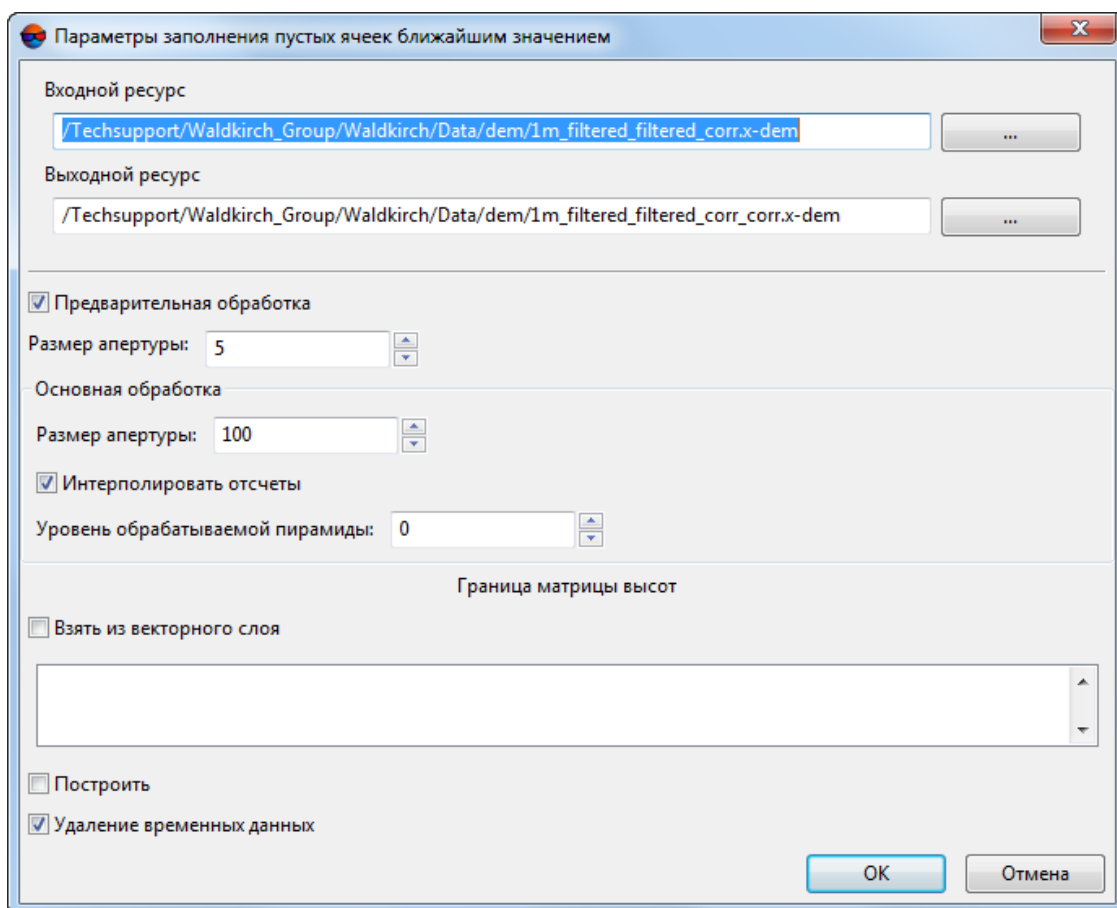 Параметры заполнения пустых ячеек ближайшим значением
Входной ресурс
/Techsupport/Waldkirch_Group/Waldkirch/Data/dem/1m_filtered_filtered_corr.x-dem
...
Выходной ресурс
/Techsupport/Waldkirch_Group/Waldkirch/Data/dem/1m_filtered_filtered_corr_corr.x-dem
...
Предварительная обработка
Размер апертуры: 5
Основная обработка
Размер апертуры: 100
Интерполировать отсчеты
Уровень обрабатываемой пирамиды: 0
Граница матрицы высот
Взять из векторного слоя
Построить
Удаление временных данных
OK Отмена